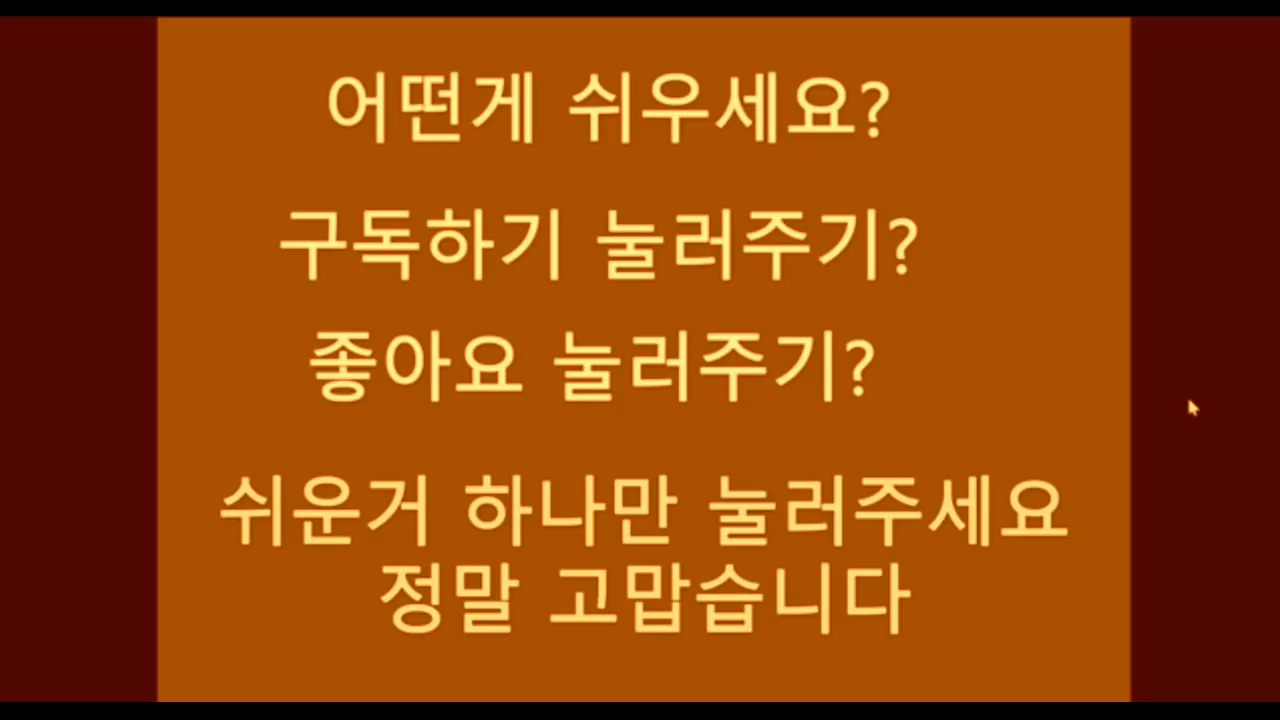 어떤게 쉬우세요?
구독하기 눌러주기?
좋아요 눌러주기?
쉬운거 하나만 눌러주세요
정말 고맙습니다